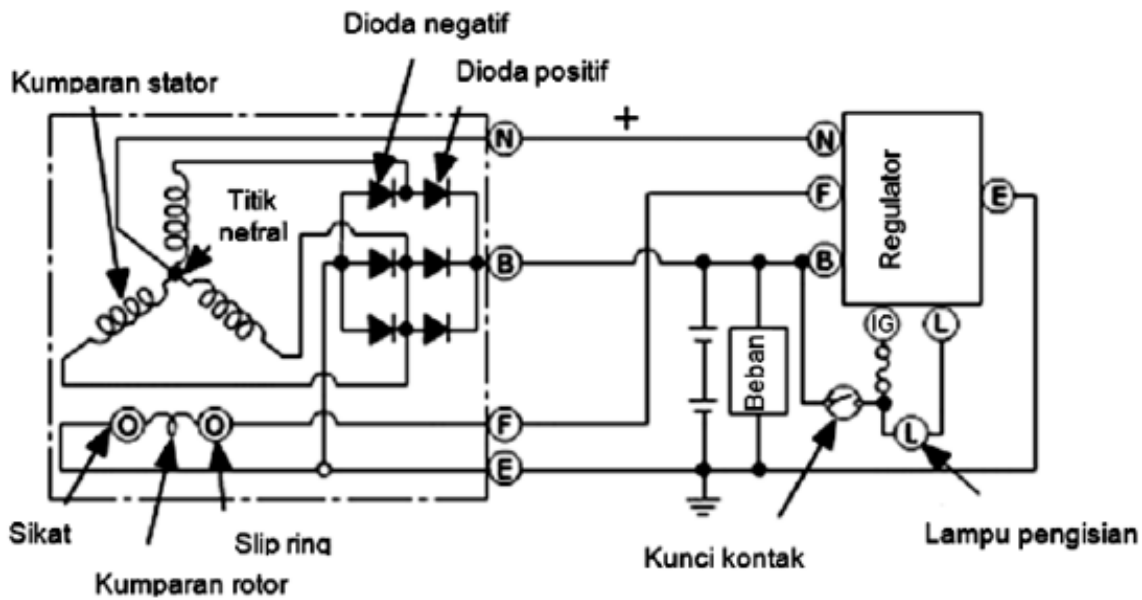 Dioda negatif
Dioda positif
Kumparan stator
+
N
N
Regulator
E
Titik
netral
F
B
B
IG
L
Beban
O
O
F
L
E
Sikat
Slip ring
Kumparan rotor
Kunci kontak
Lampu pengisian